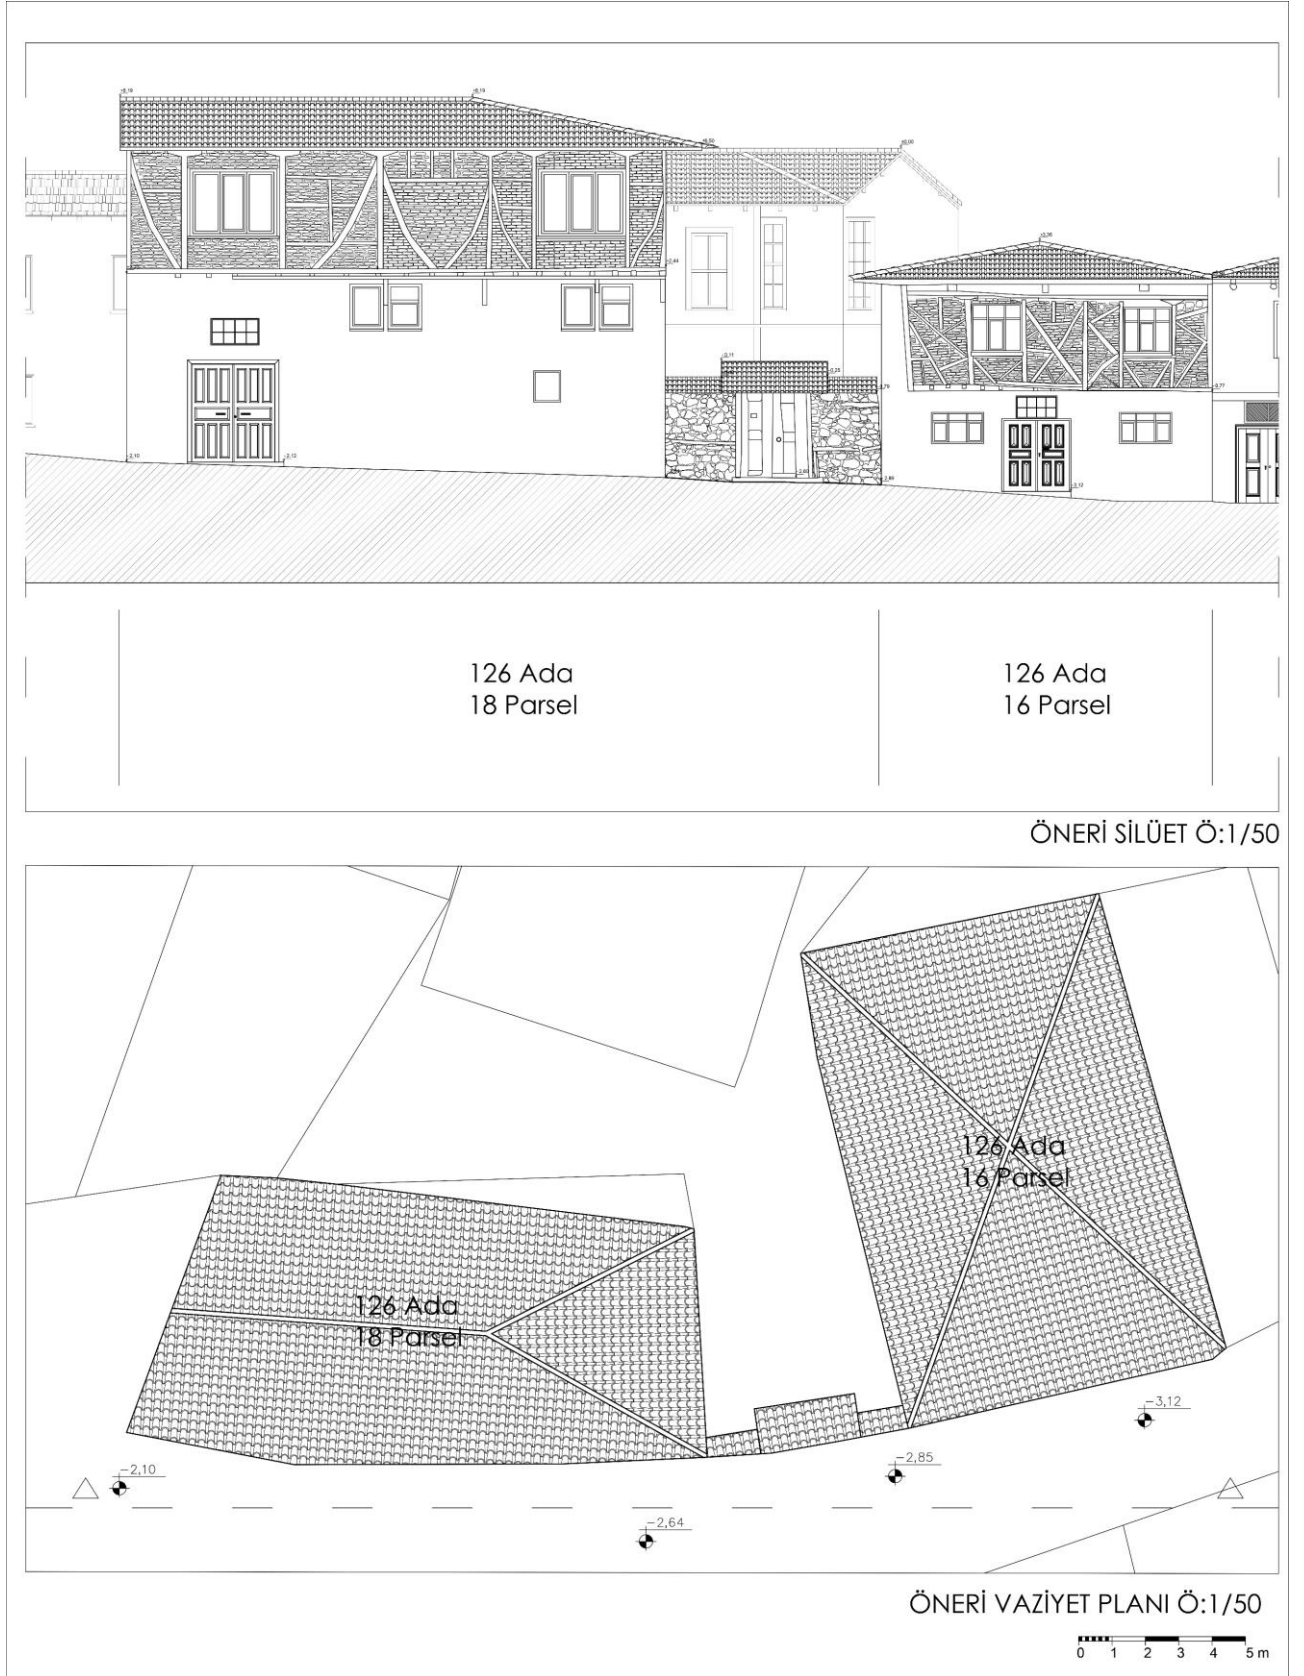 126 Ada
18 Parsel
126 Ada
16 Parsel
ÖNERİ SİLÜET Ö:1/50
126 Ada
16 Parsel
126 Ada
18 Parsel
-3,12
-2,10
-2,85
-2,64
ÖNERİ VAZİYET PLANI Ö:1/50
0 1 2 3 4 5 m